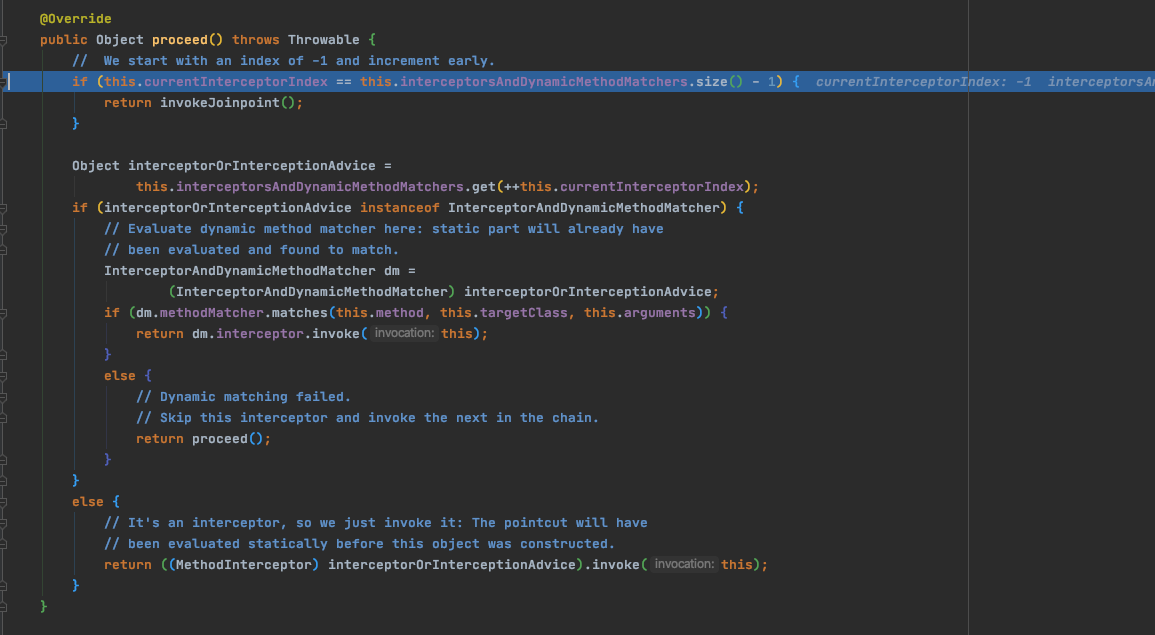 @Override
public Object proceed() throws Throwable {
    //  We start with an index of -1 and increment early.
    if (this.currentInterceptorIndex == this.interceptorsAndDynamicMethodMatchers.size() - 1) {  currentInterceptorIndex: -1  interceptorsA
        return invokeJoinpoint();
    }
    Object interceptorOrInterceptionAdvice =
            this.interceptorsAndDynamicMethodMatchers.get(++this.currentInterceptorIndex);
    if (interceptorOrInterceptionAdvice instanceof InterceptorAndDynamicMethodMatcher) {
        // Evaluate dynamic method matcher here: static part will already have
        // been evaluated and found to match.
        InterceptorAndDynamicMethodMatcher dm =
                (InterceptorAndDynamicMethodMatcher) interceptorOrInterceptionAdvice;
        if (dm.methodMatcher.matches(this.method, this.targetClass, this.arguments)) {
            return dm.interceptor.invoke( invocation: this);
        }
        else {
            // Dynamic matching failed.
            // Skip this interceptor and invoke the next in the chain.
            return proceed();
        }
    }
    else {
        // It's an interceptor, so we just invoke it: The pointcut will have
        // been evaluated statically before this object was constructed.
        return ((MethodInterceptor) interceptorOrInterceptionAdvice).invoke( invocation: this);
    }
}